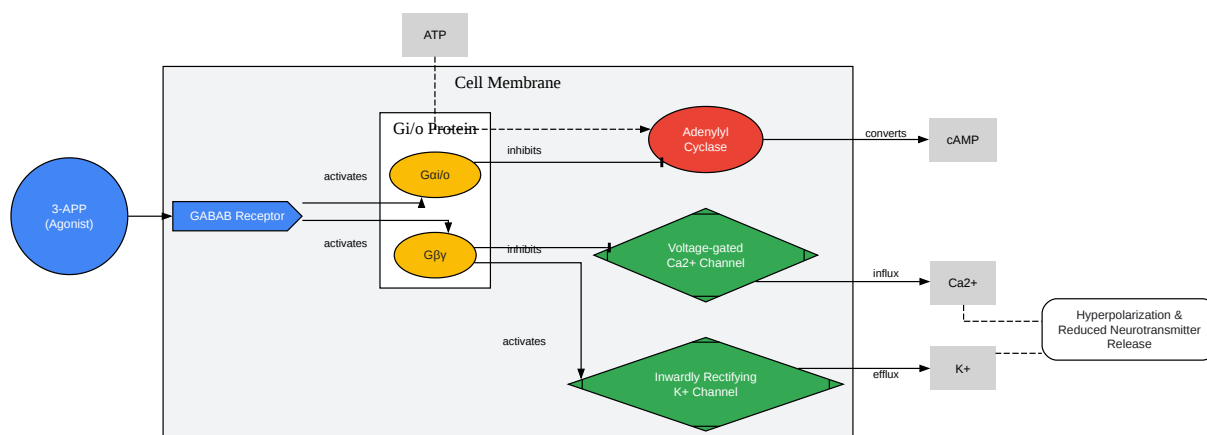 ATP
Cell Membrane
Gi/o Protein
Adenylyl
Cyclase
converts
cAMP
inhibits
activates
Gαi/o
3-APP
(Agonist)
GABAB Receptor
activates
Gβγ
inhibits
Voltage-gated
Ca2+ Channel
influx
Ca2+
Hyperpolarization &
Reduced Neurotransmitter
Release
activates
Inwardly Rectifying
K+ Channel
efflux
K+